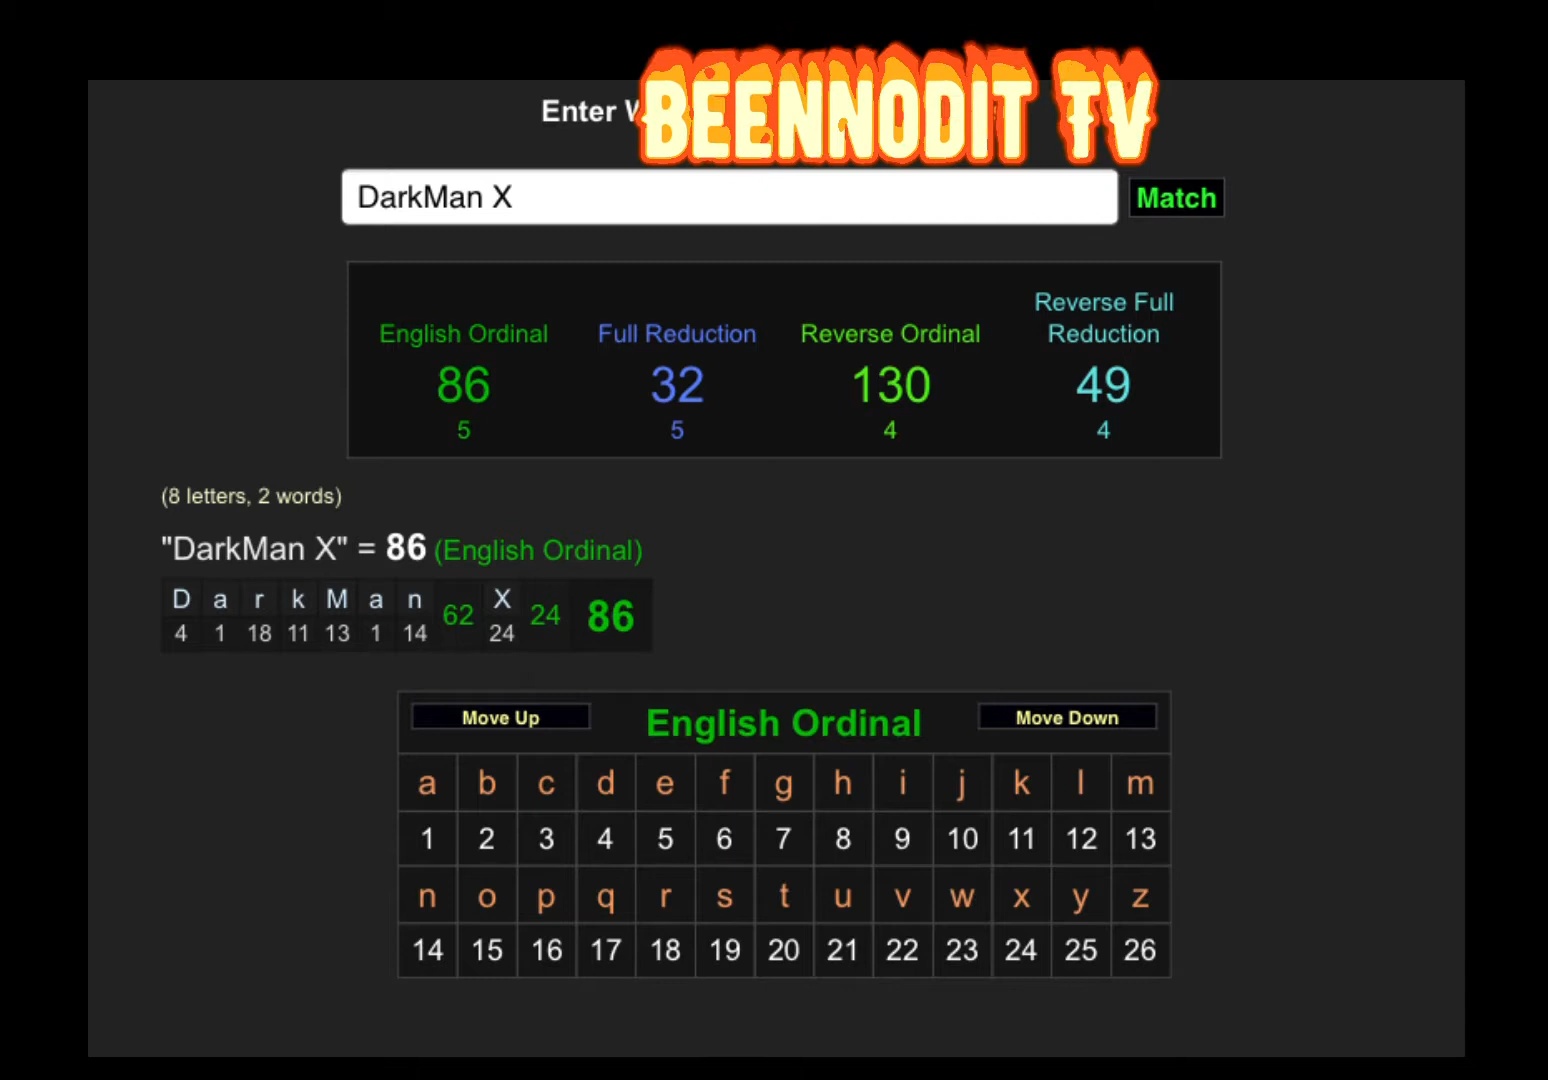 BEENNODIT TV
Enter
DarkMan X
Match
English Ordinal Full Reduction Reverse Ordinal Reverse Full Reduction
86 32 130 49
5 5 4 4
(8 letters, 2 words)
"DarkMan X" = 86 (English Ordinal)
D a r k M a n 62 X 24 86
4 1 18 11 13 1 14 24
Move Up English Ordinal Move Down
a b c d e f g h i j k l m
1 2 3 4 5 6 7 8 9 10 11 12 13
n o p q r s t u v w x y z
14 15 16 17 18 19 20 21 22 23 24 25 26